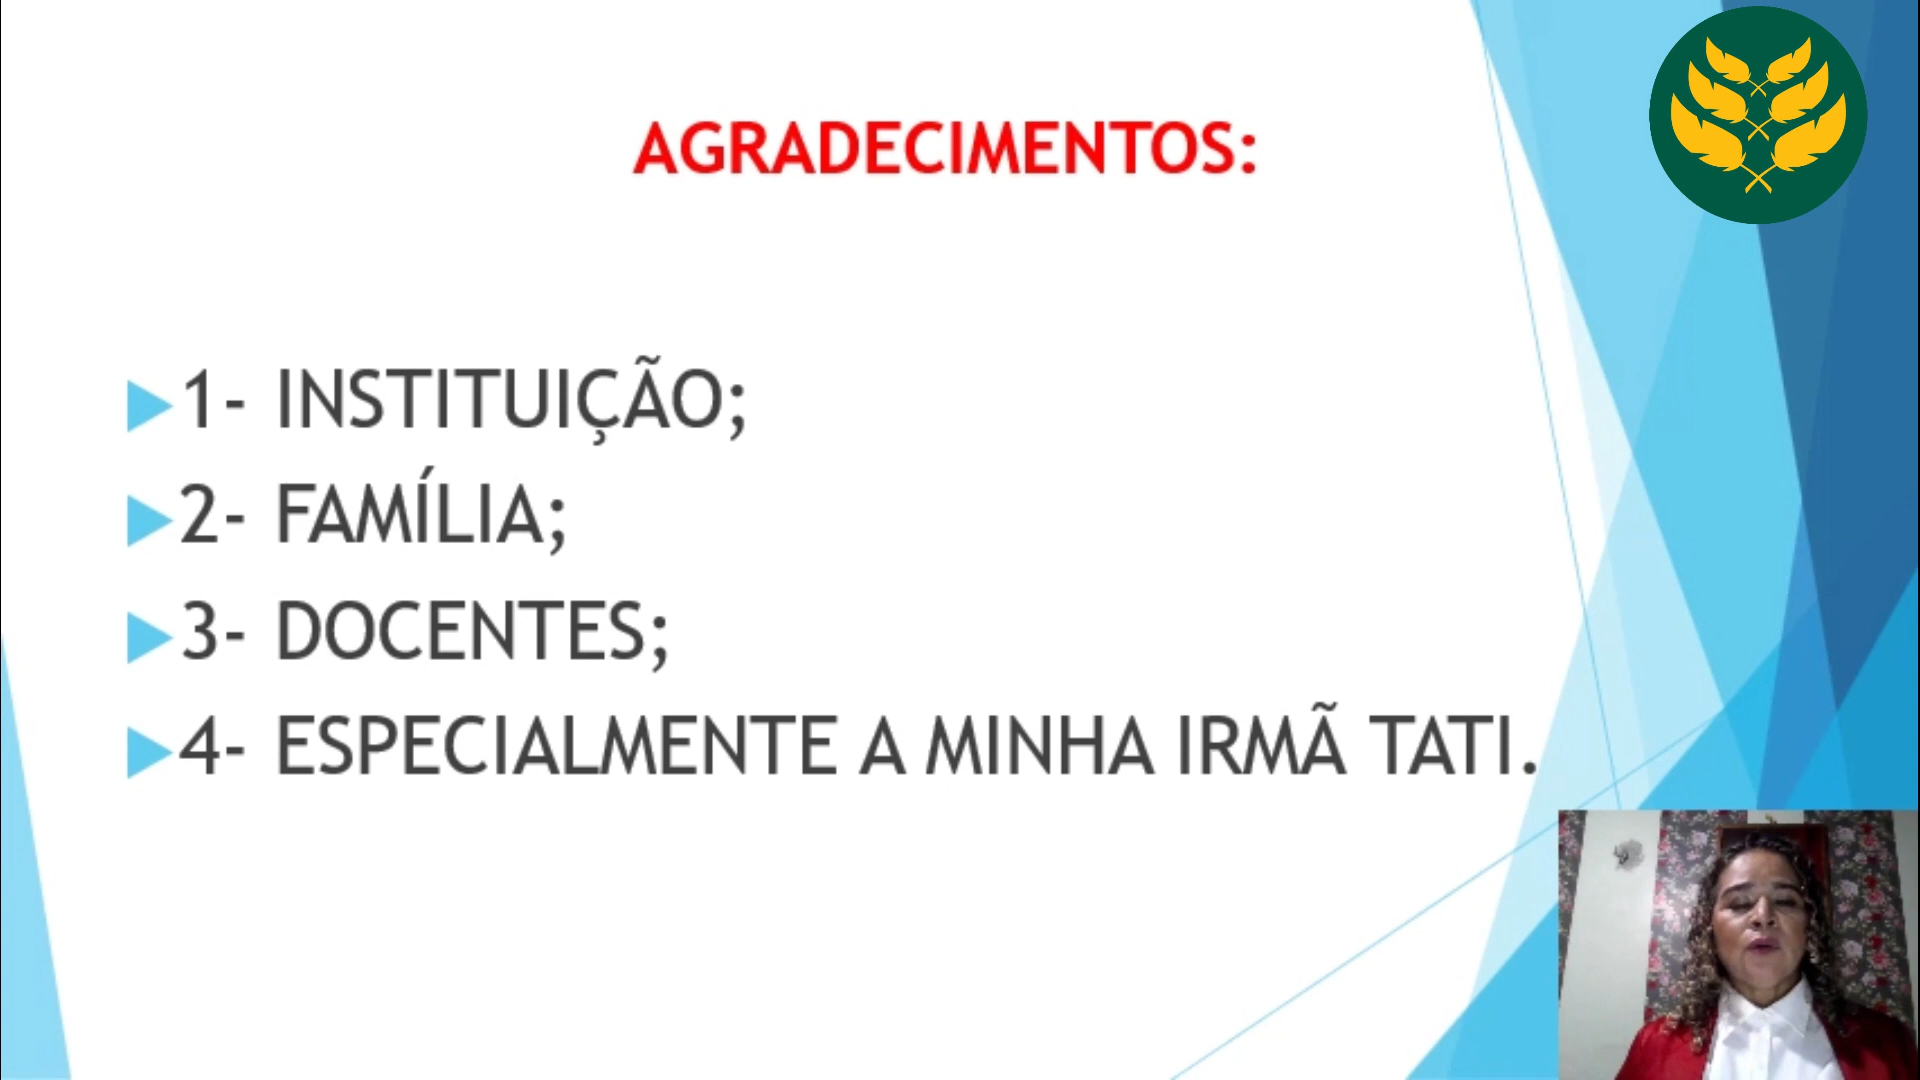 AGRADECIMENTOS:
1- INSTITUIÇÃO;
2- FAMÍLIA;
3- DOCENTES;
4- ESPECIALMENTE A MINHA IRMÃ TATI.